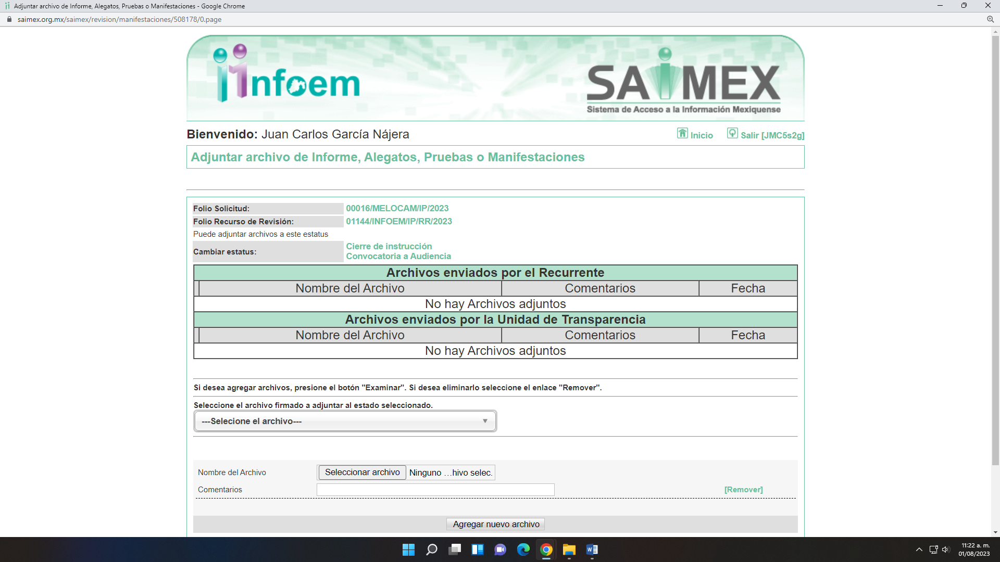 Adjuntar archivo de Informe, Alegatos, Pruebas o Manifestaciones - Google Chrome
saimex.org.mx/saimex/revision/manifestaciones/508178/0.page
infoem
SAIMEX
Sistema de Acceso a la Información Mexiquense
Bienvenido: Juan Carlos García Nájera
Inicio
Salir [JMC5s2g]
Adjuntar archivo de Informe, Alegatos, Pruebas o Manifestaciones
Folio Solicitud: 00016/MELOCAM/IP/2023
Folio Recurso de Revisión: 01144/INFOEM/IP/RR/2023
Puede adjuntar archivos a este estatus
Cambiar estatus: Cierre de instrucción
Convocatoria a Audiencia
Archivos enviados por el Recurrente
Nombre del Archivo Comentarios Fecha
No hay Archivos adjuntos
Archivos enviados por la Unidad de Transparencia
Nombre del Archivo Comentarios Fecha
No hay Archivos adjuntos
Si desea agregar archivos, presione el botón "Examinar". Si desea eliminarlo seleccione el enlace "Remover".
Seleccione el archivo firmado a adjuntar al estado seleccionado.
---Selecione el archivo---
Nombre del Archivo Seleccionar archivo Ninguno ...hivo selec.
Comentarios [Remover]
Agregar nuevo archivo
11:22 a. m.
01/08/2023